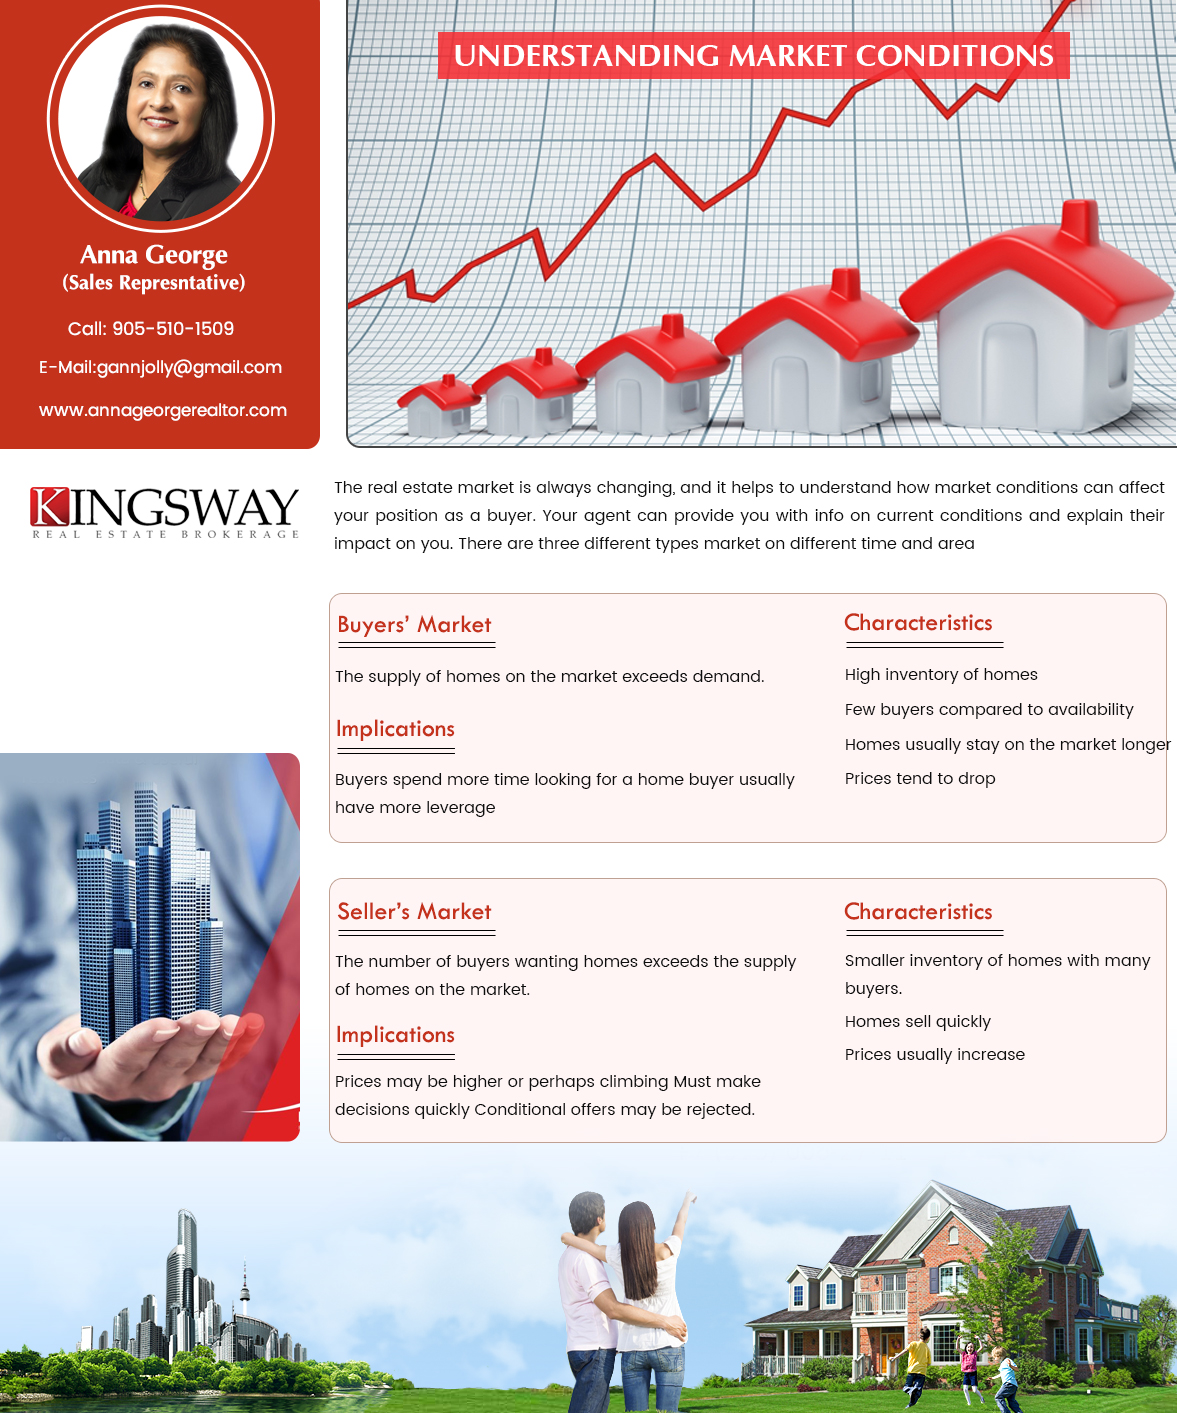 Anna George
(Sales Represntative)
Call: 905-510-1509
E-Mail:gannjolly@gmail.com
www.annageorgerealtor.com
KINGSWAY
REAL ESTATE BROKERAGE
UNDERSTANDING MARKET CONDITIONS
The real estate market is always changing, and it helps to understand how market conditions can affect
your position as a buyer. Your agent can provide you with info on current conditions and explain their
impact on you. There are three different types market on different time and area
Buyers’ Market
The supply of homes on the market exceeds demand.
Implications
Buyers spend more time looking for a home buyer usually
have more leverage
Characteristics
High inventory of homes
Few buyers compared to availability
Homes usually stay on the market longer
Prices tend to drop
Seller’s Market
The number of buyers wanting homes exceeds the supply
of homes on the market.
Implications
Prices may be higher or perhaps climbing Must make
decisions quickly Conditional offers may be rejected.
Characteristics
Smaller inventory of homes with many
buyers.
Homes sell quickly
Prices usually increase